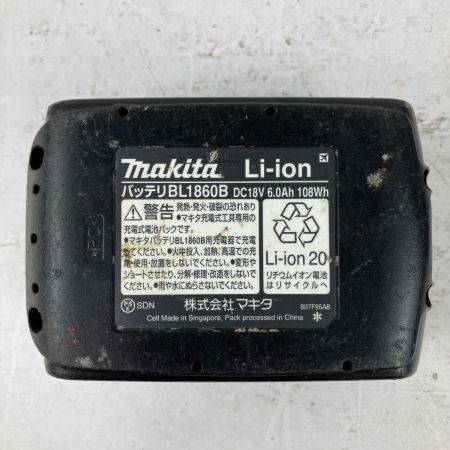 makita Li-ion
バッテリBL1860B DC18V 6.0Ah 108Wh
警告 発熱・発火・破裂の恐れあり
●マキタ充電式工具専用の
充電式電池パックです。
●マキタバッテリBL1860B用充電器で充電
てください。●火中投入、加熱、高温での充
電・使用・放置をしないでください。●変形や
ショートさせたり、分解・修理・改造をしないで
ください。●雨や水にぬらさないでください。
Li-ion 20
リチウムイオン電池
はリサイクルへ
PS E SDN 株式会社マキタ
Cell Made in Singapore, Pack processed in China
807F95A8
*